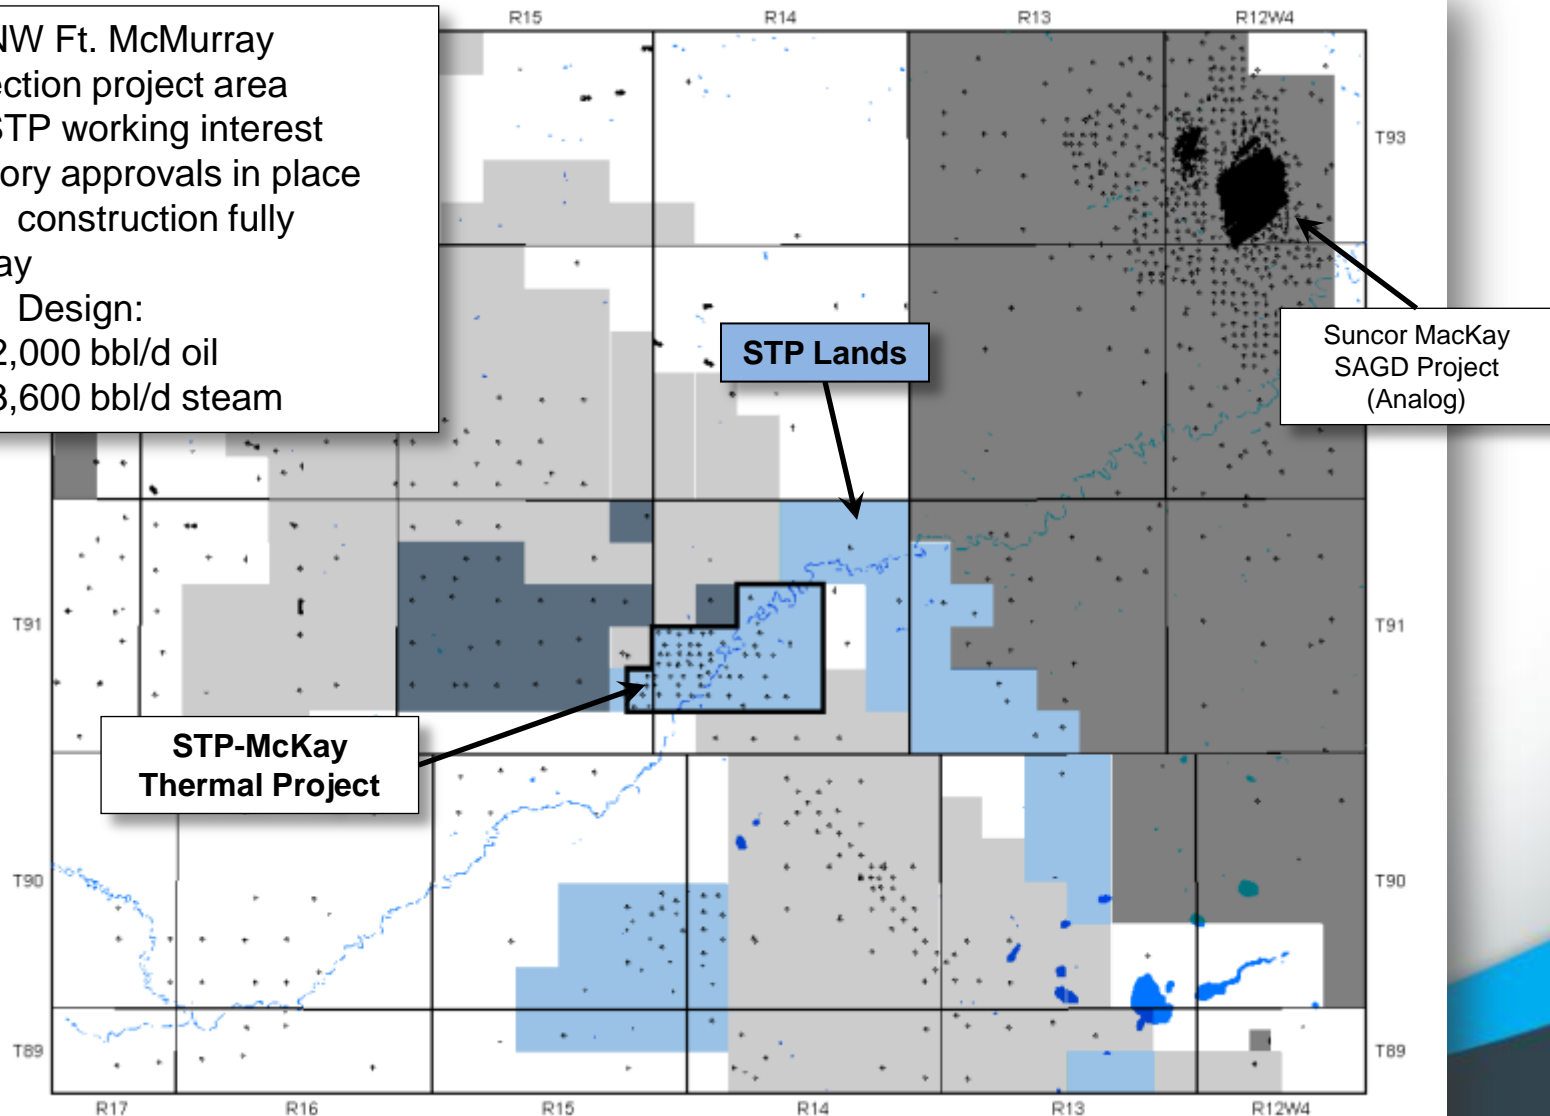 R15 R14 R13 R12W4
NW Ft. McMurray
ection project area
STP working interest
ory approvals in place
construction fully
ay
Design:
2,000 bbl/d oil
3,600 bbl/d steam
T93
STP Lands
Suncor MacKay
SAGD Project
(Analog)
T91 T91
STP-McKay
Thermal Project
T90 T90
T89 T89
R17 R16 R15 R14 R13 R12W4